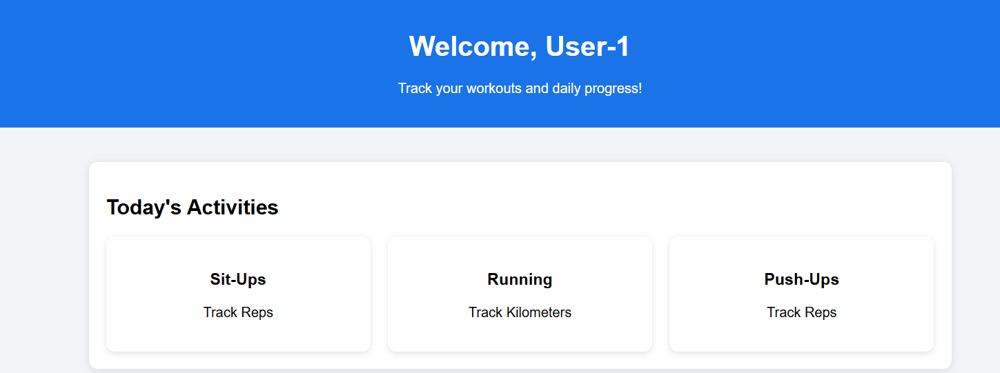 Welcome, User-1
Track your workouts and daily progress!
Today's Activities
Sit-Ups
Track Reps
Running
Track Kilometers
Push-Ups
Track Reps